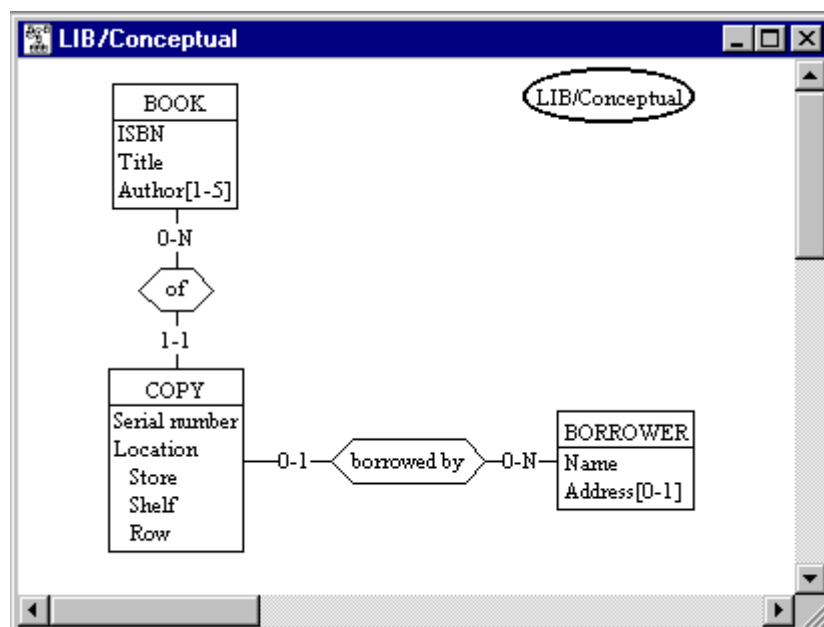 LIB/Conceptual
LIB/Conceptual
BOOK
ISBN
Title
Author[1-5]
0-N
of
1-1
COPY
Serial number
Location
Store
Shelf
Row
0-1
borrowed by
0-N
BORROWER
Name
Address[0-1]